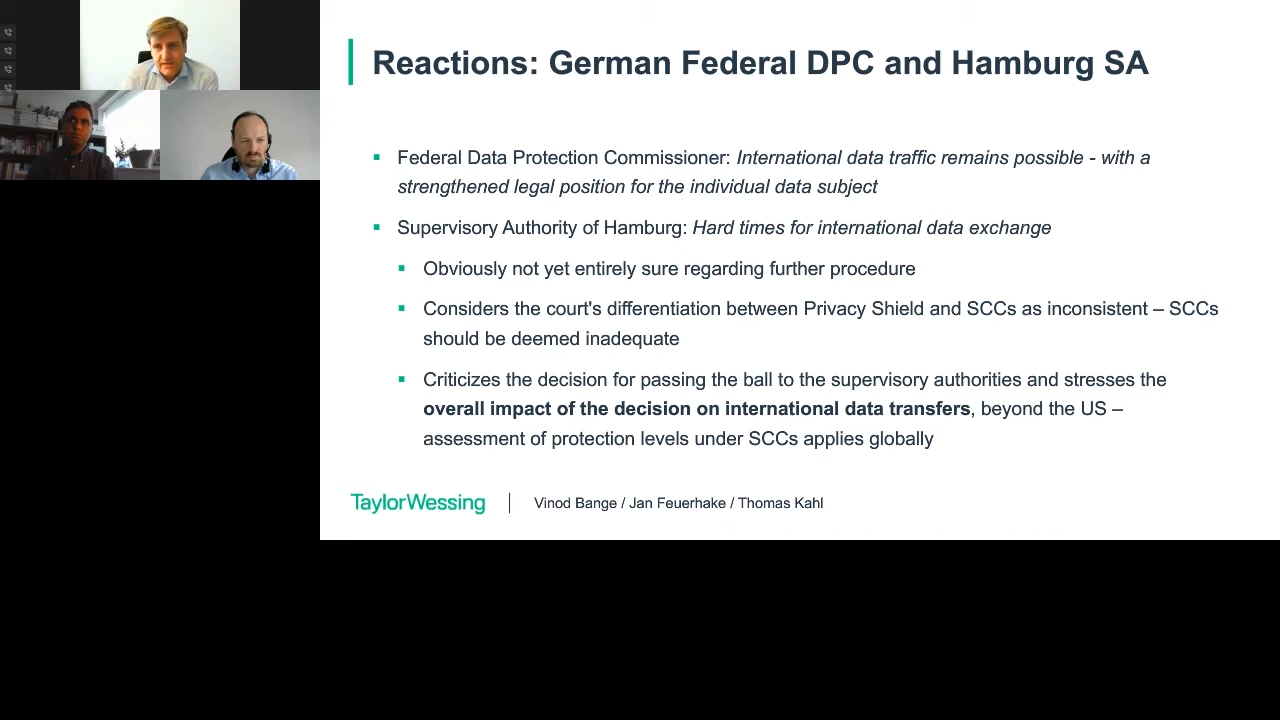 Reactions: German Federal DPC and Hamburg SA
▪ Federal Data Protection Commissioner: International data traffic remains possible - with a
strengthened legal position for the individual data subject
▪ Supervisory Authority of Hamburg: Hard times for international data exchange
▪ Obviously not yet entirely sure regarding further procedure
▪ Considers the court's differentiation between Privacy Shield and SCCs as inconsistent – SCCs
should be deemed inadequate
▪ Criticizes the decision for passing the ball to the supervisory authorities and stresses the
overall impact of the decision on international data transfers, beyond the US –
assessment of protection levels under SCCs applies globally
TaylorWessing | Vinod Bange / Jan Feuerhake / Thomas Kahl